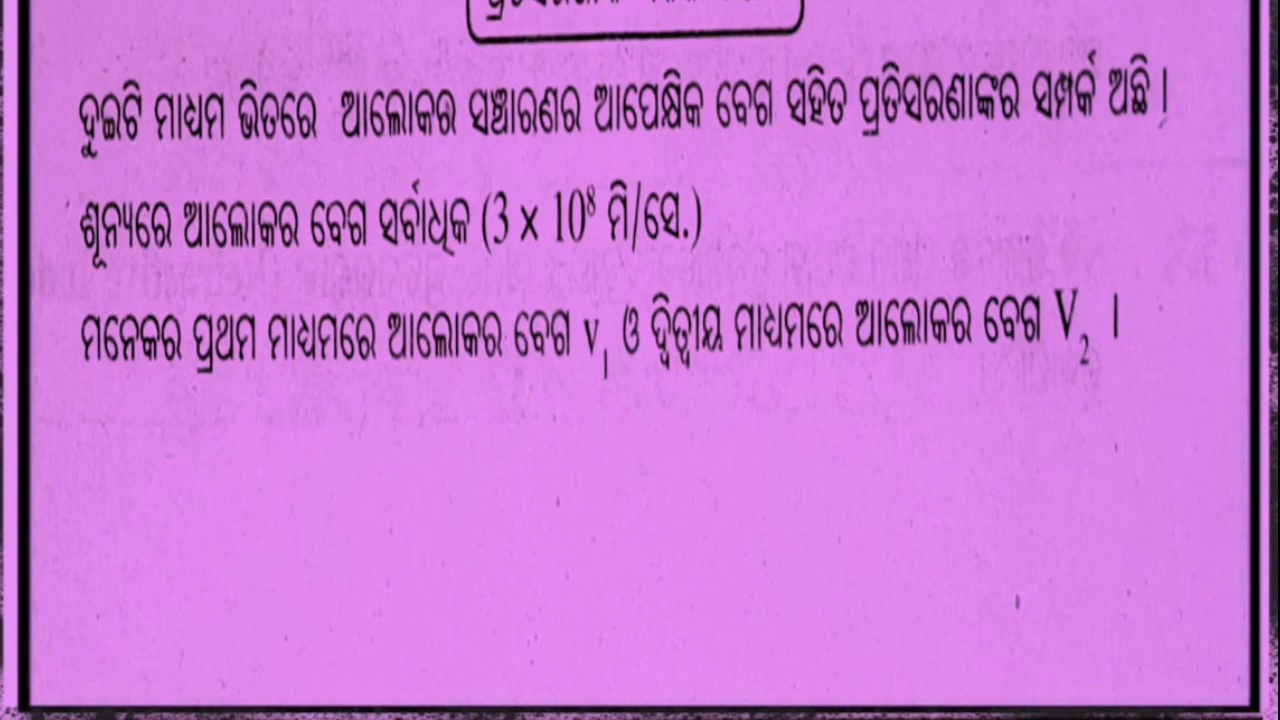 ଦୁଇଟି ମାଧ୍ୟମ ଭିତରେ ଆଲୋକର ସଞ୍ଚାରଣର ଆପେକ୍ଷିକ ବେଗ ସହିତ ପ୍ରତିସରଣାଙ୍କର ସମ୍ପର୍କ ଅଛି ।
ଶୂନ୍ୟରେ ଆଲୋକର ବେଗ ସର୍ବାଧିକ (3 x 10⁸ ମି/ସେ.)
ମନେକର ପ୍ରଥମ ମାଧ୍ୟମରେ ଆଲୋକର ବେଗ v₁ ଓ ଦ୍ୱିତୀୟ ମାଧ୍ୟମରେ ଆଲୋକର ବେଗ V₂ ।